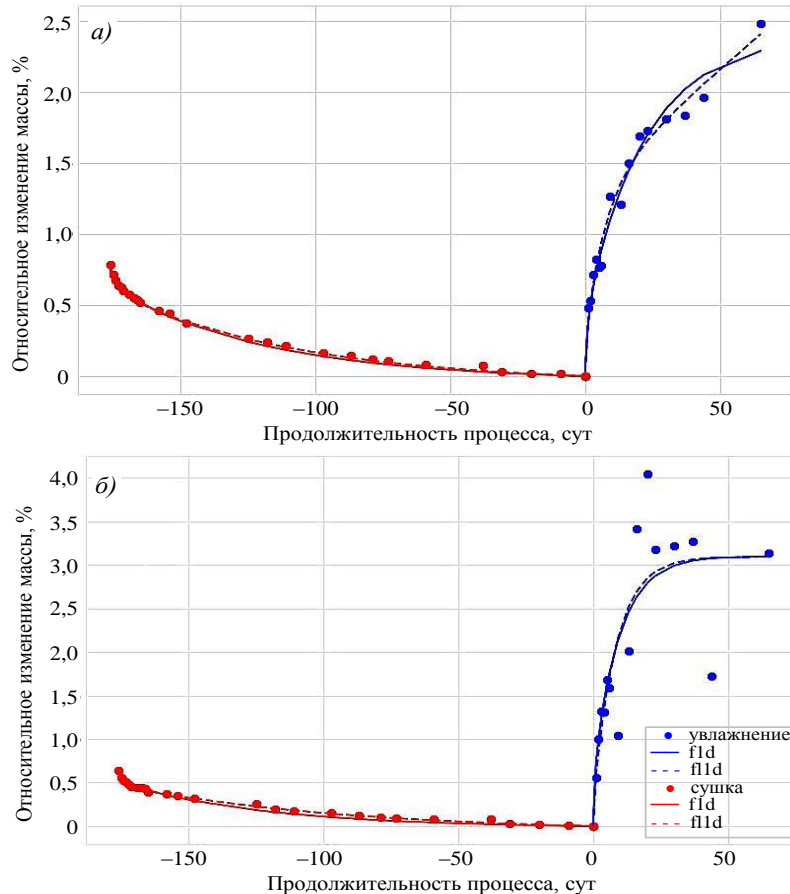 а)
Относительное изменение массы, %
2,5
2,0
1,5
1,0
0,5
0
–150
–100
–50
0
50
Продолжительность процесса, сут
б)
Относительное изменение массы, %
4,0
3,5
3,0
2,5
2,0
1,5
1,0
0,5
0
увлажнение
f1d
fl1d
сушка
f1d
fl1d
–150
–100
–50
0
50
Продолжительность процесса, сут